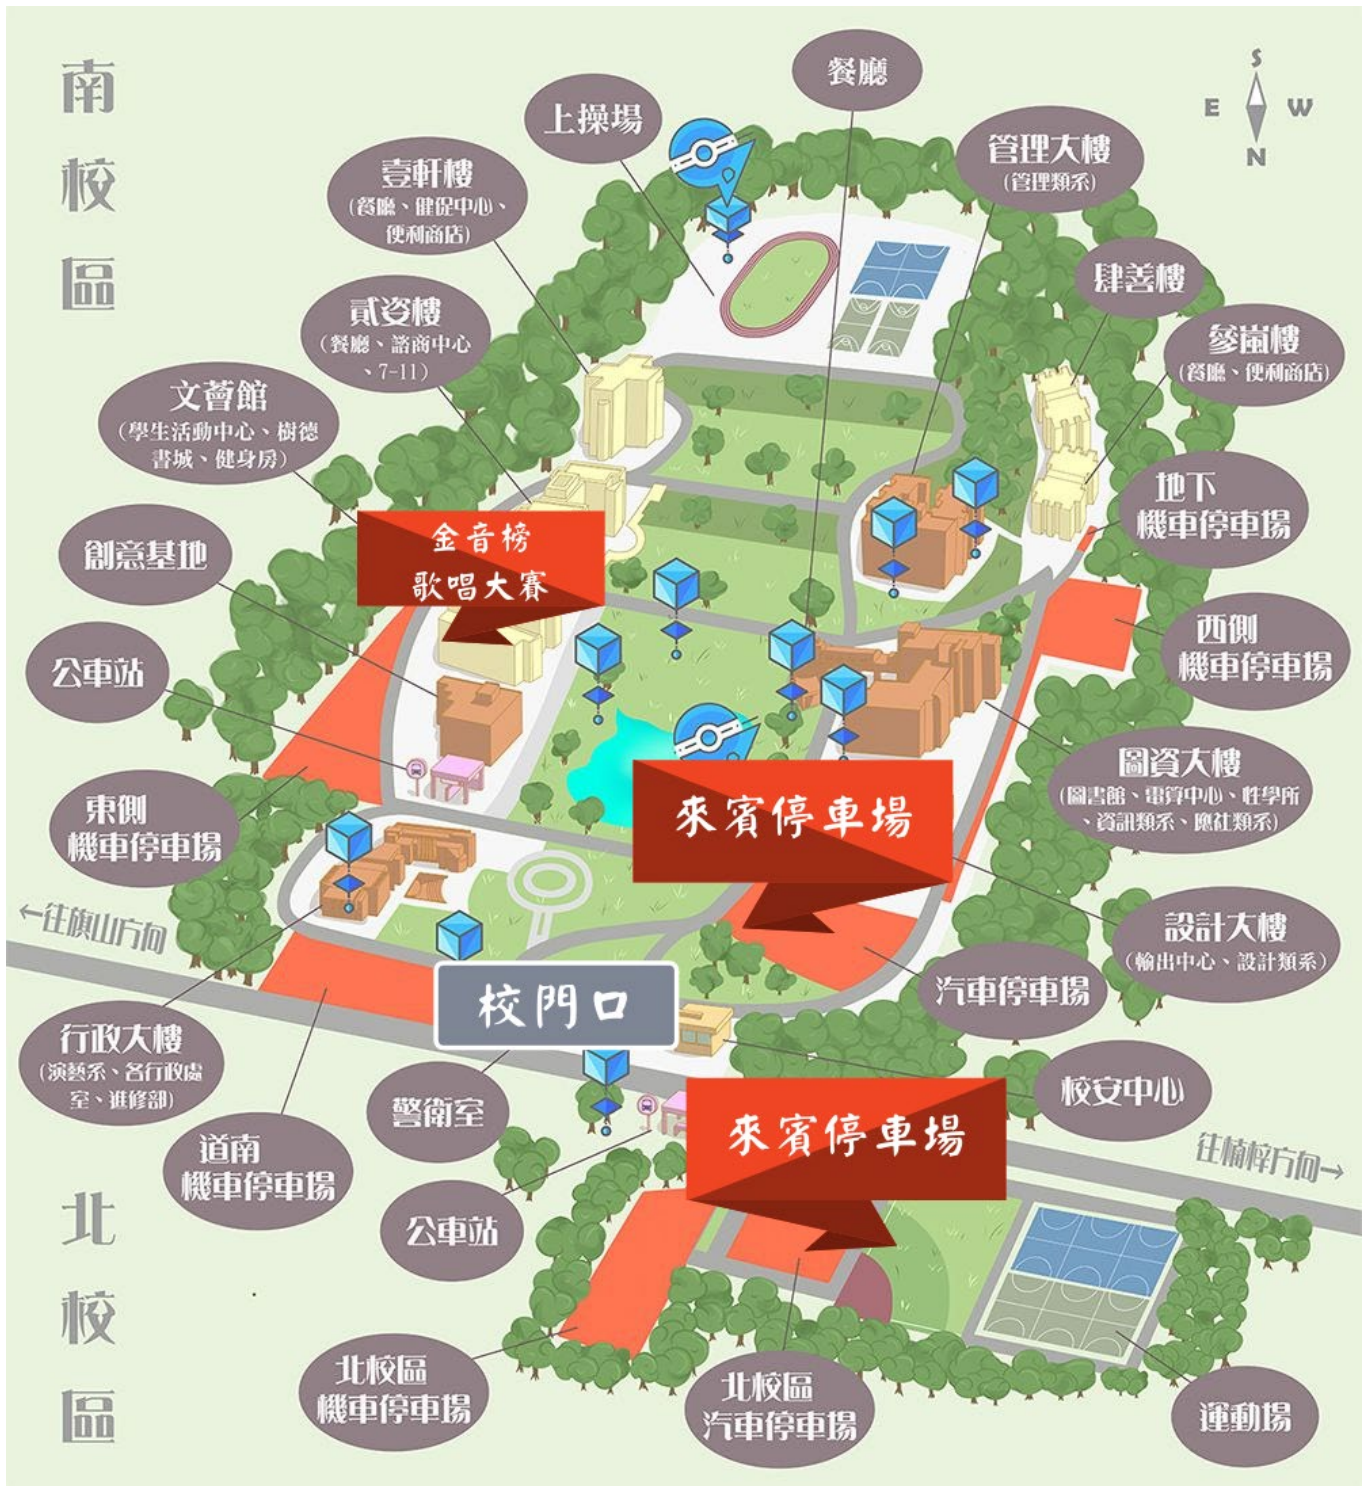 南
校
區
餐廳
S
E
W
N
上操場
管理大樓
(管理類系)
壹軒樓
(餐廳、健促中心、
便利商店)
肆善樓
貳姿樓
(餐廳、諮商中心
、7-11)
參嵐樓
(餐廳、便利商店)
文薈館
(學生活動中心、樹德
書城、健身房)
地下
機車停車場
金音榜
歌唱大賽
創意基地
西側
機車停車場
公車站
圖資大樓
(圖書館、電算中心、性學所
、資訊類系、應社類系)
東側
機車停車場
來賓停車場
←往旗山方向
設計大樓
(輸出中心、設計類系)
汽車停車場
校門口
行政大樓
(演藝系、各行政處
室、進修部)
警衛室
校安中心
道南
機車停車場
來賓停車場
往楠梓方向→
公車站
北
校
區
北校區
機車停車場
北校區
汽車停車場
運動場